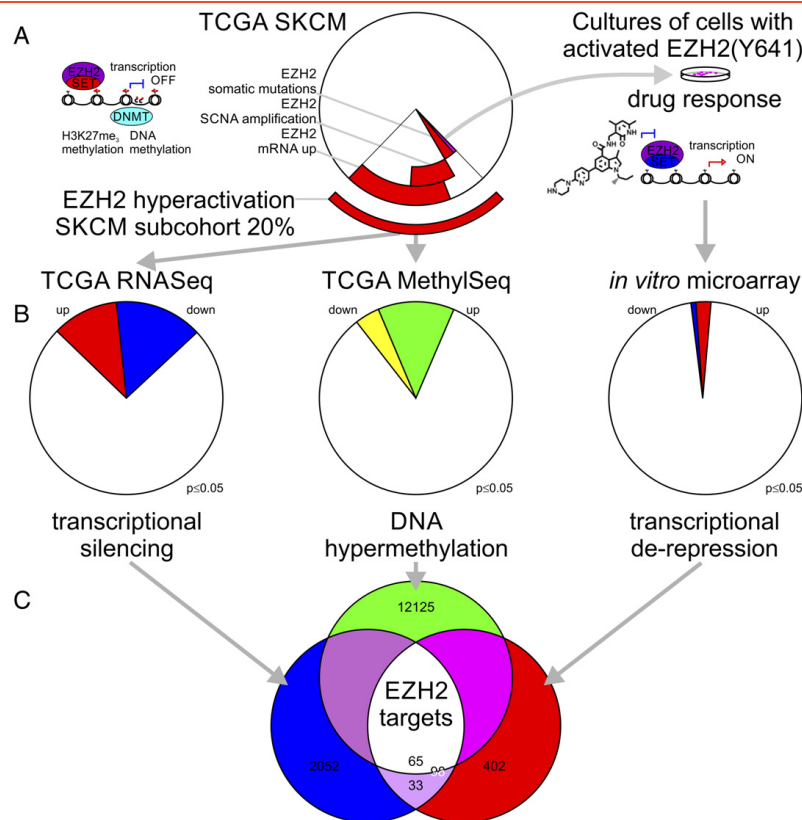 A
TCGA SKCM
Cultures of cells with
activated EZH2(Y641)
drug response
EZH2
SET
transcription
OFF
DNMT
H3K27me3
methylation
DNA
methylation
EZH2
somatic mutations
EZH2
SCNA amplification
EZH2
mRNA up
N
NH
O
HN
O
NH
N
N
N
HN
EZH2
SET
transcription
ON
EZH2 hyperactivation
SKCM subcohort 20%
TCGA RNASeq
TCGA MethylSeq
in vitro microarray
B
up
down
down
up
down
up
p≤0.05
p≤0.05
p≤0.05
transcriptional
silencing
DNA
hypermethylation
transcriptional
de-repression
C
12125
EZH2
targets
2052
65
98
33
402